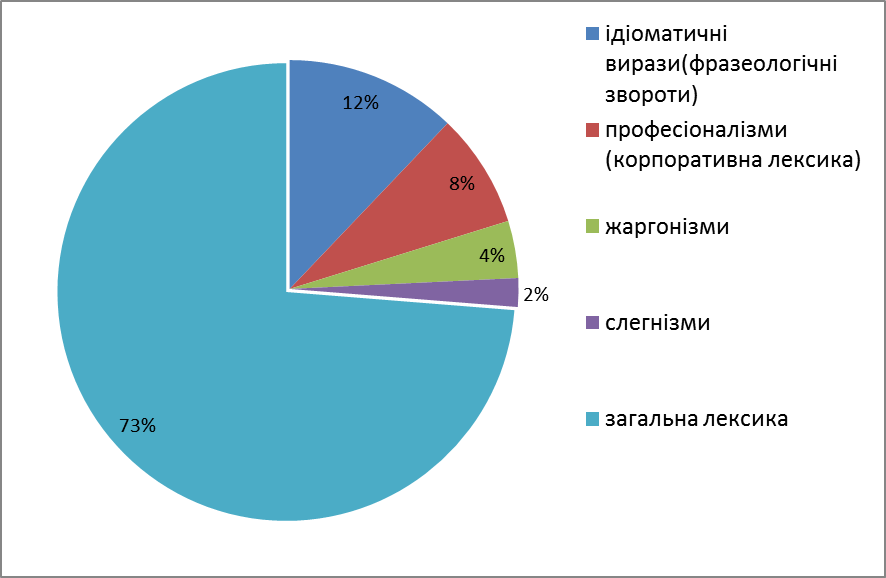 12%
8%
4%
2%
73%
ідіоматичні
вирази(фразеологічні
звороти)
професіоналізми
(корпоративна лексика)
жаргонізми
слегнізми
загальна лексика